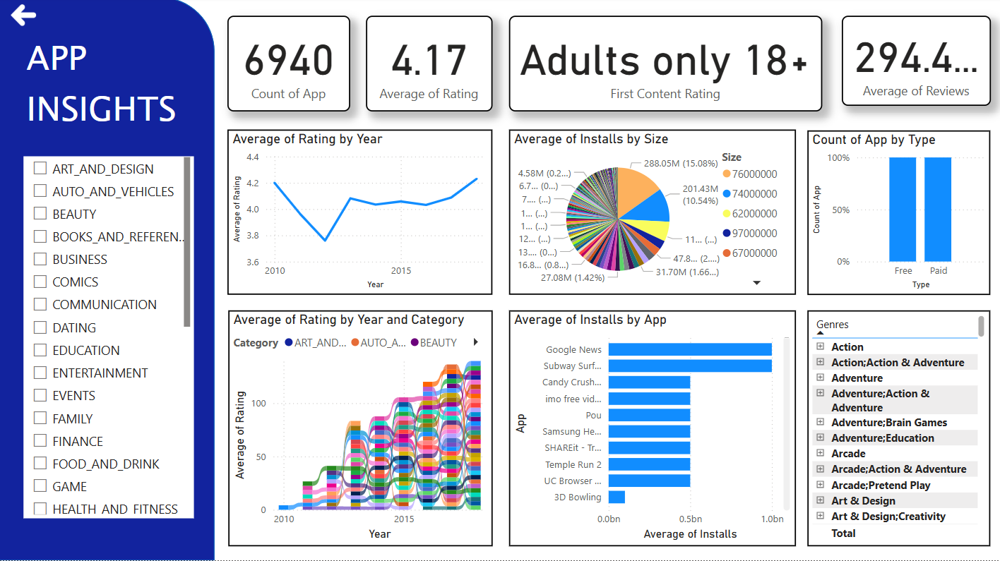 APP
INSIGHTS
ART_AND_DESIGN
AUTO_AND_VEHICLES
BEAUTY
BOOKS_AND_REFEREN...
BUSINESS
COMICS
COMMUNICATION
DATING
EDUCATION
ENTERTAINMENT
EVENTS
FAMILY
FINANCE
FOOD_AND_DRINK
GAME
HEALTH_AND_FITNESS
6940
Count of App
4.17
Average of Rating
Adults only 18+
First Content Rating
294.4...
Average of Reviews
Average of Rating by Year
Average of Rating
4.4
4.2
4.0
3.8
3.6
2010
2015
Year
Average of Installs by Size
288.05M (15.08%)
201.43M
(10.54%)
11... (...)
47.8... (2....)
31.70M (1.66...)
27.08M (1.42%)
16.8... (0.8...)
13.... (0...)
12... (...)
1... (...)
1... (...)
7.... (...)
6.7... (0...)
4.58M (0.2...)
Size
76000000
74000000
62000000
97000000
67000000
Count of App by Type
Count of App
100%
50%
0%
Free
Paid
Type
Average of Rating by Year and Category
Category
ART_AND...
AUTO_A...
BEAUTY
Average of Rating
100
50
0
2010
2015
Year
Average of Installs by App
App
Google News
Subway Surf...
Candy Crush...
imo free vid...
Pou
Samsung He...
SHAREit - Tr...
Temple Run 2
UC Browser ...
3D Bowling
0.0bn
0.5bn
1.0bn
Average of Installs
Genres
Action
Action;Action & Adventure
Adventure
Adventure;Action &
Adventure
Adventure;Brain Games
Adventure;Education
Arcade
Arcade;Action & Adventure
Arcade;Pretend Play
Art & Design
Art & Design;Creativity
Total